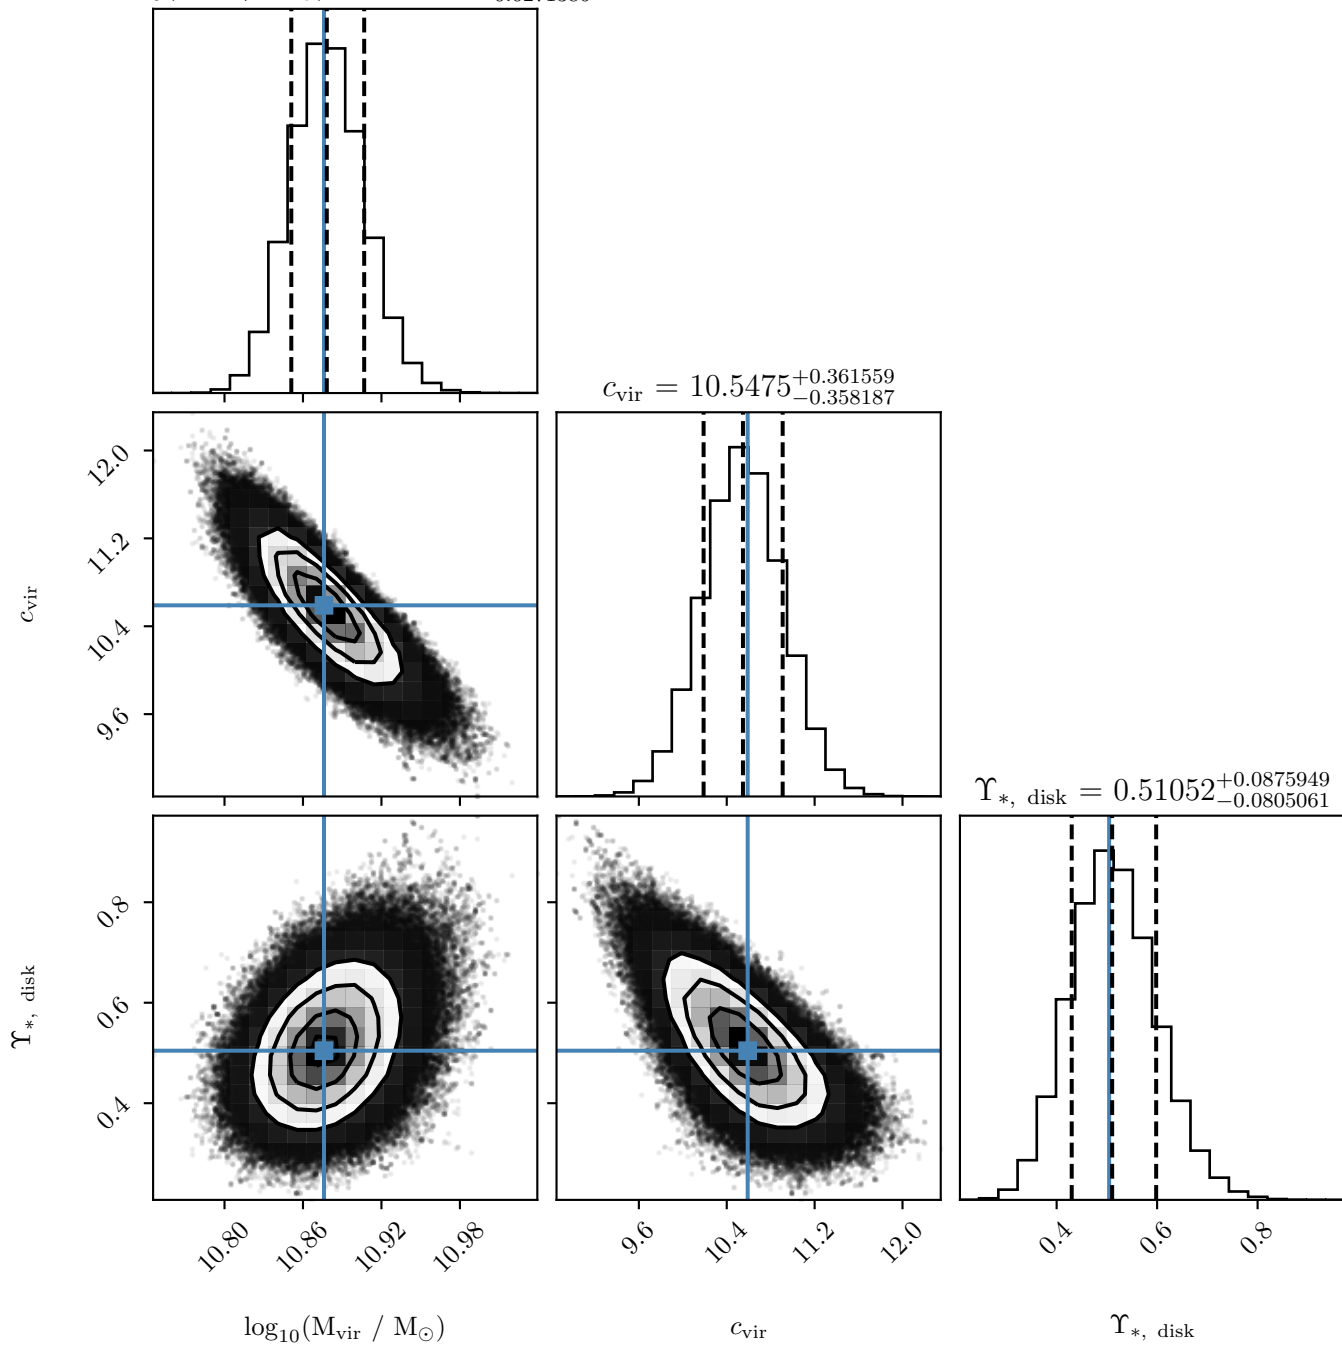 c_vir = 10.5475 +0.361559 −0.358187
12.0
11.2
10.4
9.6
c_vir
Υ_*, disk = 0.51052 +0.0875949 −0.0805061
0.8
0.6
0.4
Υ_*, disk
10.80 10.86 10.92 10.98 9.6 10.4 11.2 12.0 0.4 0.6 0.8
log₁₀(M_vir / M_⊙) c_vir Υ_*, disk